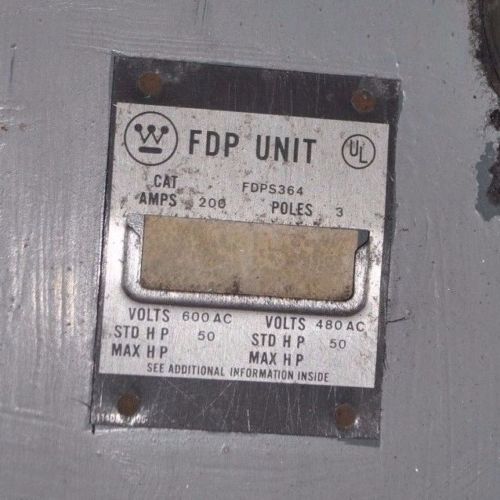 FDP UNIT UL
CAT FDPS364
AMPS 200 POLES 3
VOLTS 600 AC VOLTS 480 AC
STD H P 50 STD H P 50
MAX H P MAX H P
SEE ADDITIONAL INFORMATION INSIDE